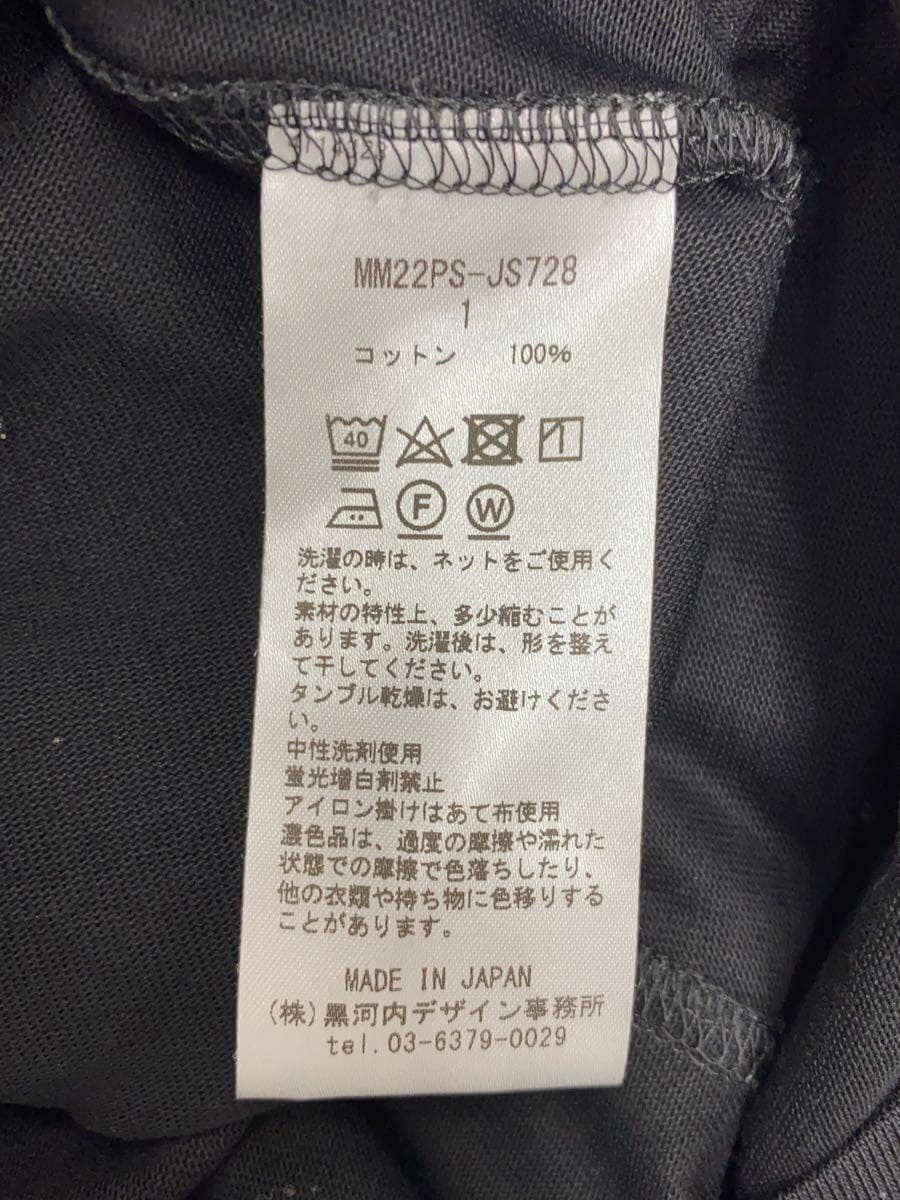 MM22PS-JS728
1
コットン 100%
40
F W
洗濯の時は、ネットをご使用く
ださい。
素材の特性上、多少縮むことが
あります。洗濯後は、形を整え
て干してください。
タンブル乾燥は、お避けくださ
い。
中性洗剤使用
蛍光増白剤禁止
アイロン掛けはあて布使用
濃色品は、過度の摩擦や濡れた
状態での摩擦で色落ちしたり、
他の衣類や持ち物に色移りする
ことがあります。
MADE IN JAPAN
(株)黒河内デザイン事務所
tel.03-6379-0029